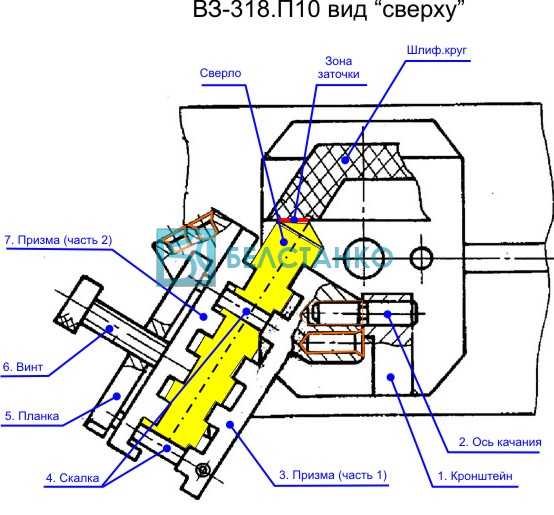 ВЗ-318.П10 вид “сверху”
Шлиф.круг
Зона
заточки
Сверло
7. Призма (часть 2)
БЕЛСТАНКО
6. Винт
5. Планка
2. Ось качания
4. Скалка
3. Призма (часть 1)
1. Кронштейн